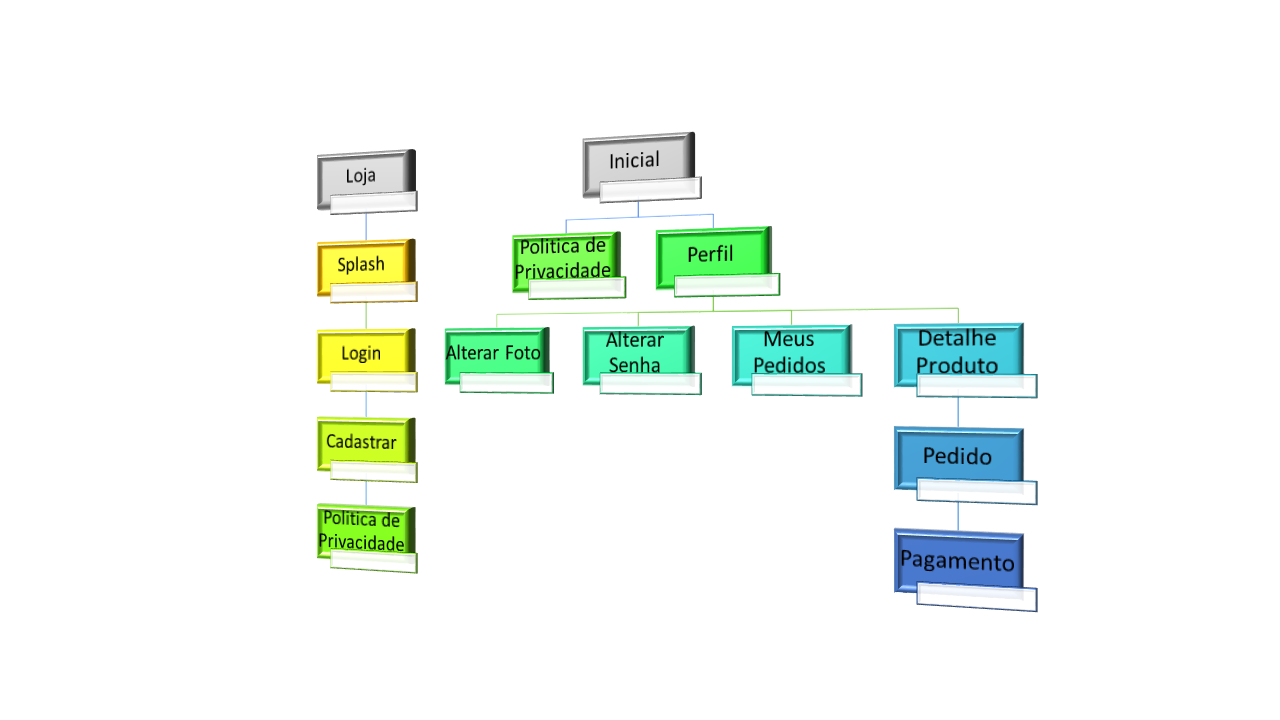 Loja
Splash
Login
Cadastrar
Politica de
Privacidade
Inicial
Politica de
Privacidade
Perfil
Alterar Foto
Alterar
Senha
Meus
Pedidos
Detalhe
Produto
Pedido
Pagamento